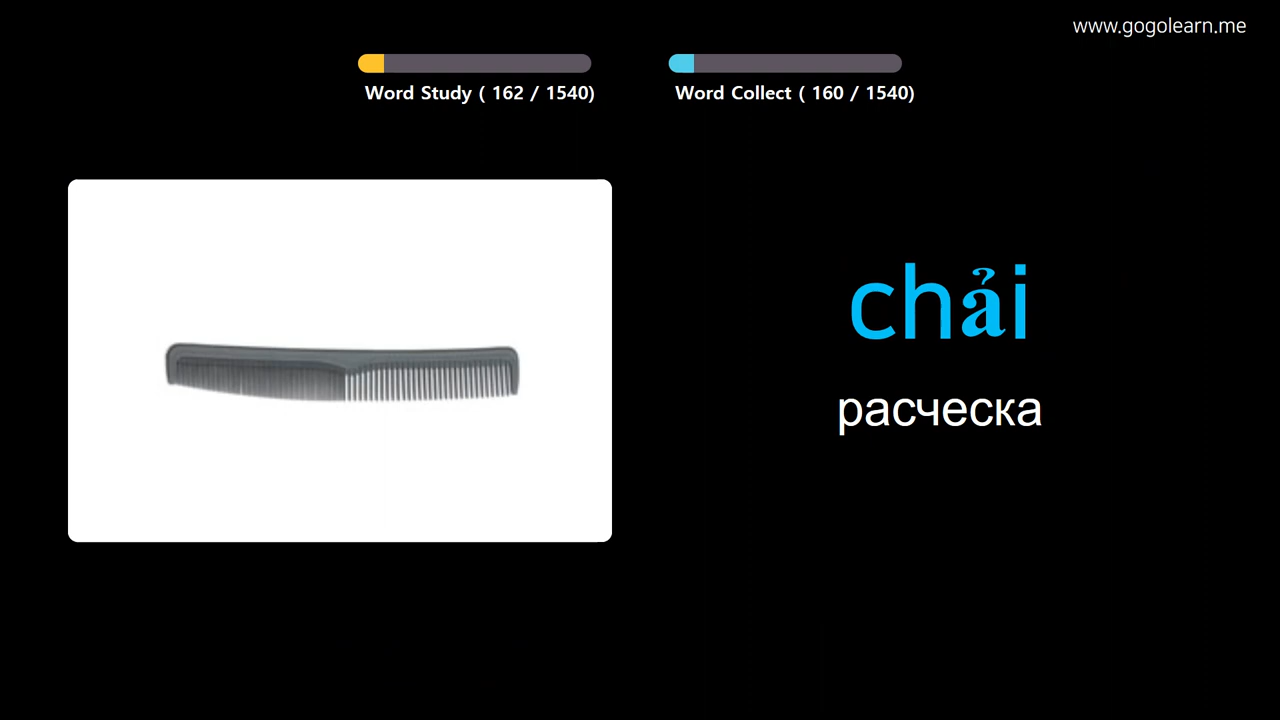 www.gogolearn.me
Word Study ( 162 / 1540)
Word Collect ( 160 / 1540)
chải
расческа